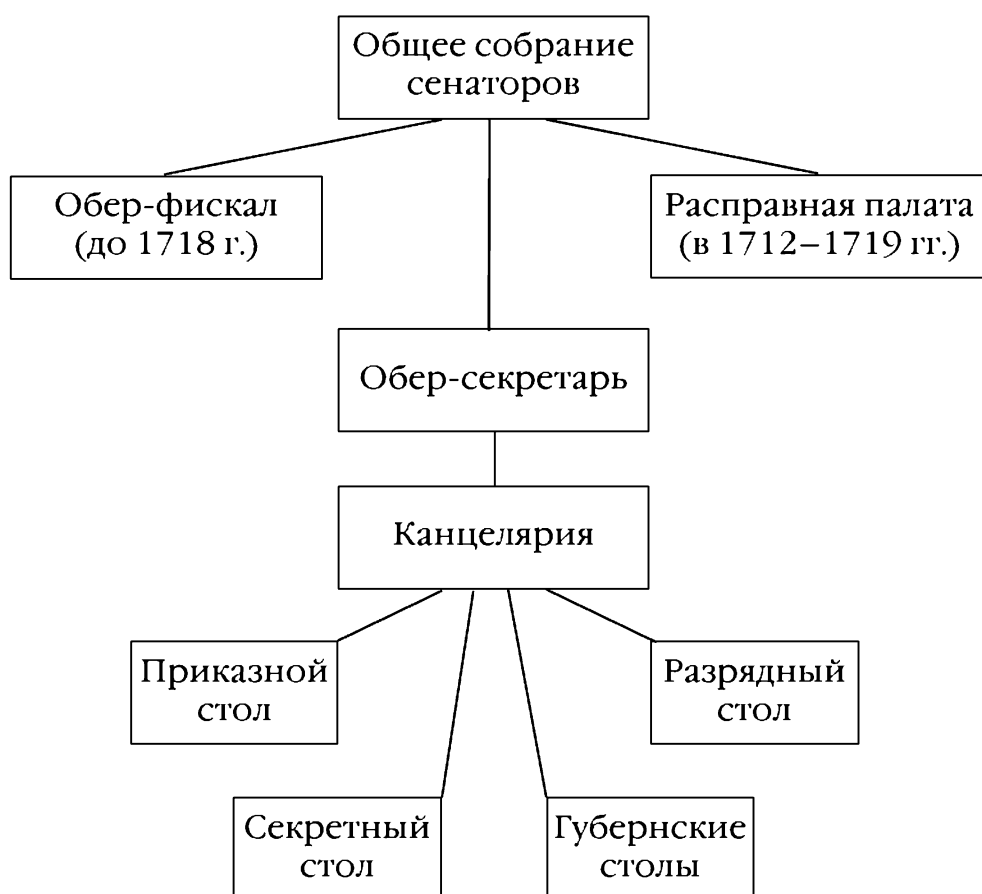 Общее собрание
сенаторов
Обер-фискал
(до 1718 г.)
Расправная палата
(в 1712–1719 гг.)
Обер-секретарь
Канцелярия
Приказной
стол
Разрядный
стол
Секретный
стол
Губернские
столы